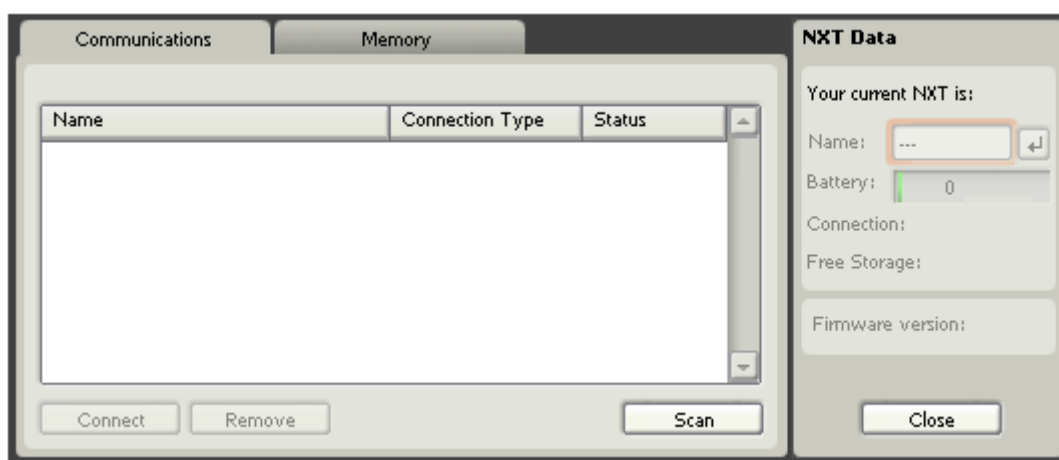 Communications
Memory
Name
Connection Type
Status
Connect
Remove
Scan
NXT Data
Your current NXT is:
Name: ---
Battery: 0
Connection:
Free Storage:
Firmware version:
Close